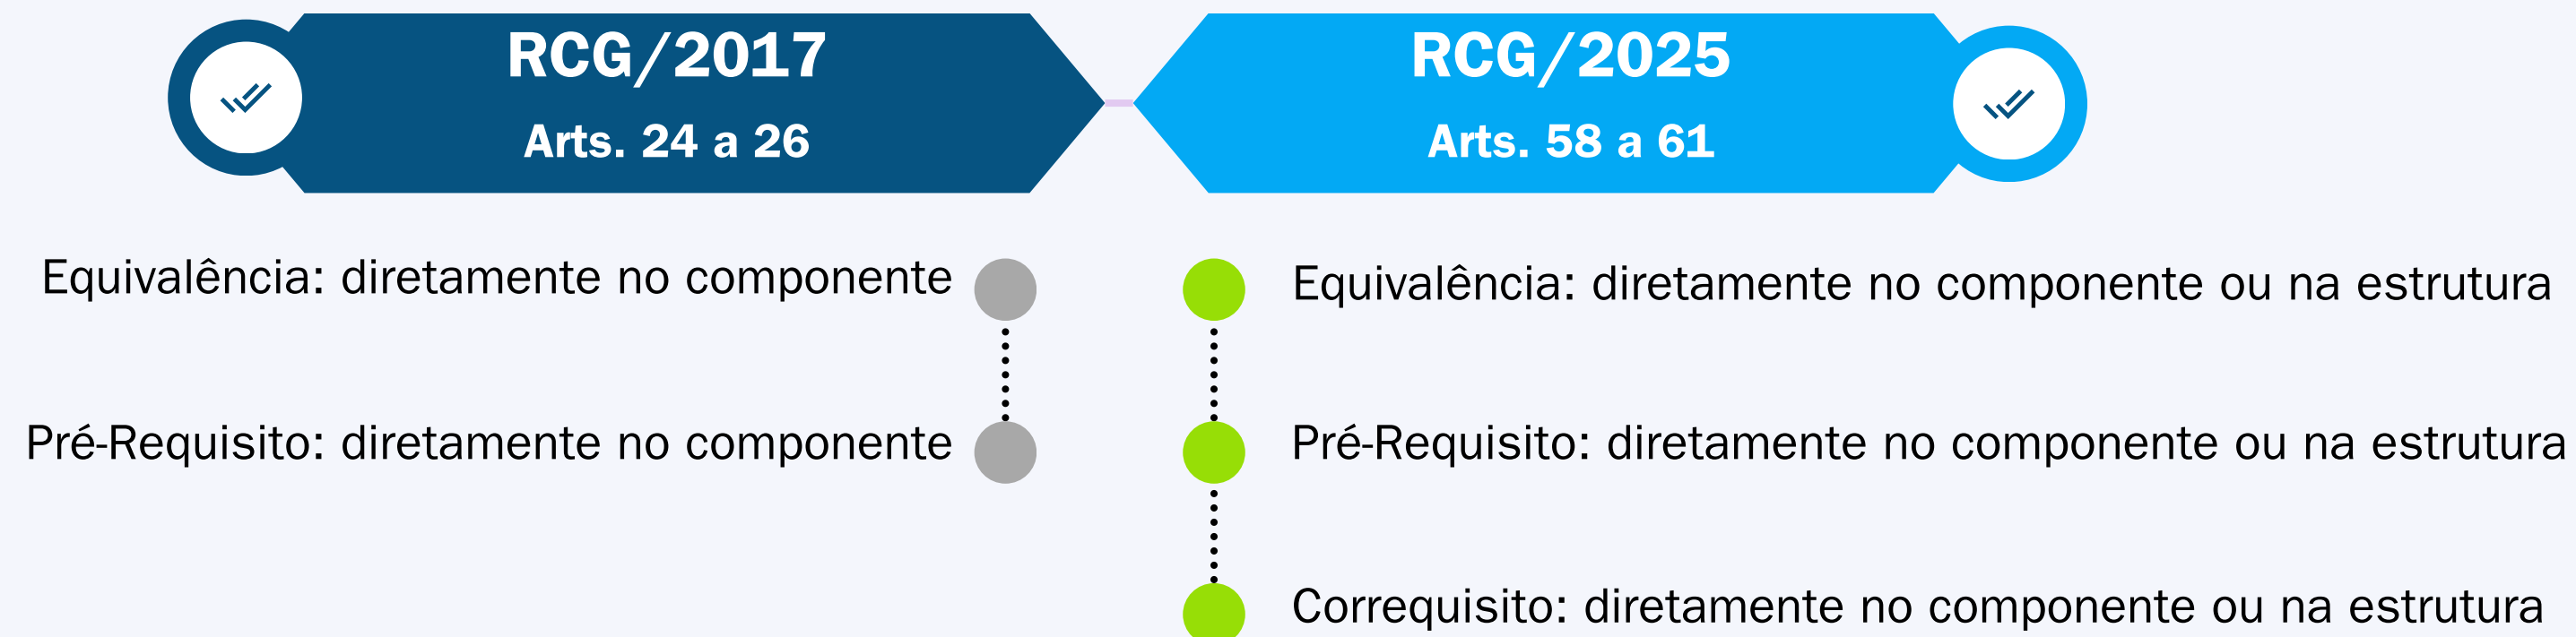 RCG/2017
Arts. 24 a 26
Equivalência: diretamente no componente
Pré-Requisito: diretamente no componente
RCG/2025
Arts. 58 a 61
Equivalência: diretamente no componente ou na estrutura
Pré-Requisito: diretamente no componente ou na estrutura
Correquisito: diretamente no componente ou na estrutura